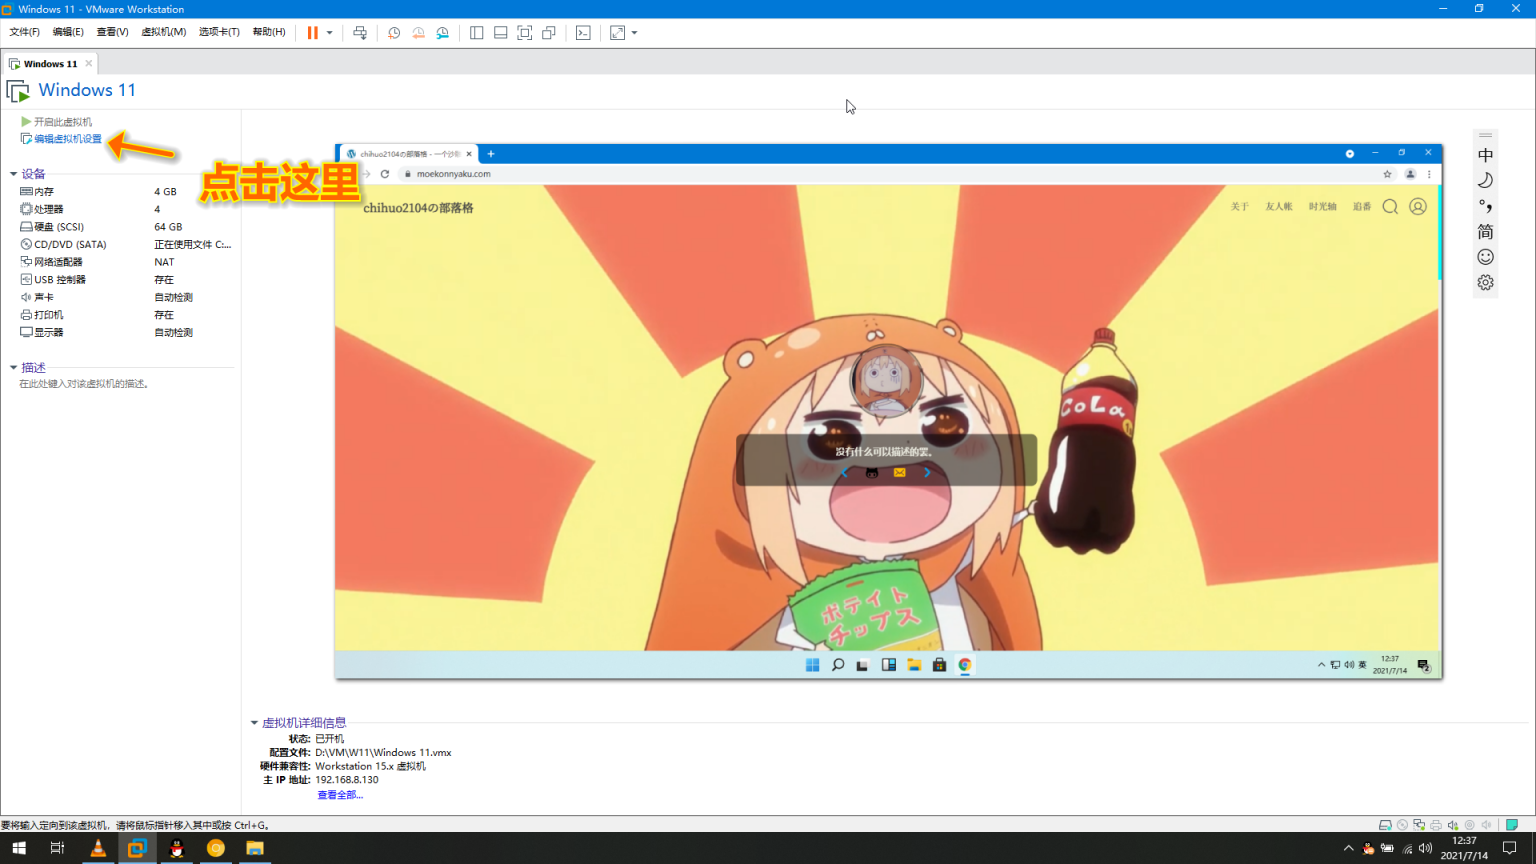 Windows 11 - VMware Workstation
文件(F) 编辑(E) 查看(V) 虚拟机(M) 选项卡(T) 帮助(H)
Windows 11
Windows 11
开启此虚拟机
编辑虚拟机设置
点击这里
设备
内存 4 GB
处理器 4
硬盘 (SCSI) 64 GB
CD/DVD (SATA) 正在使用文件 C:...
网络适配器 NAT
USB 控制器 存在
声卡 自动检测
打印机 存在
显示器 自动检测
描述
在此处键入对该虚拟机的描述。
chihuo2104の部落格 - 一个沙雕
moekonnyaku.com
chihuo2104の部落格
关于 友人帐 时光轴 追番
CoLa
没有什么可以描述的罢。
ポテイト
チップス
英
12:37
2021/7/14
2
中
简
虚拟机详细信息
状态: 已开机
配置文件: D:\VM\W11\Windows 11.vmx
硬件兼容性: Workstation 15.x 虚拟机
主 IP 地址: 192.168.8.130
查看全部...
要将输入定向到该虚拟机，请将鼠标指针移入其中或按 Ctrl+G。
12:37
2021/7/14